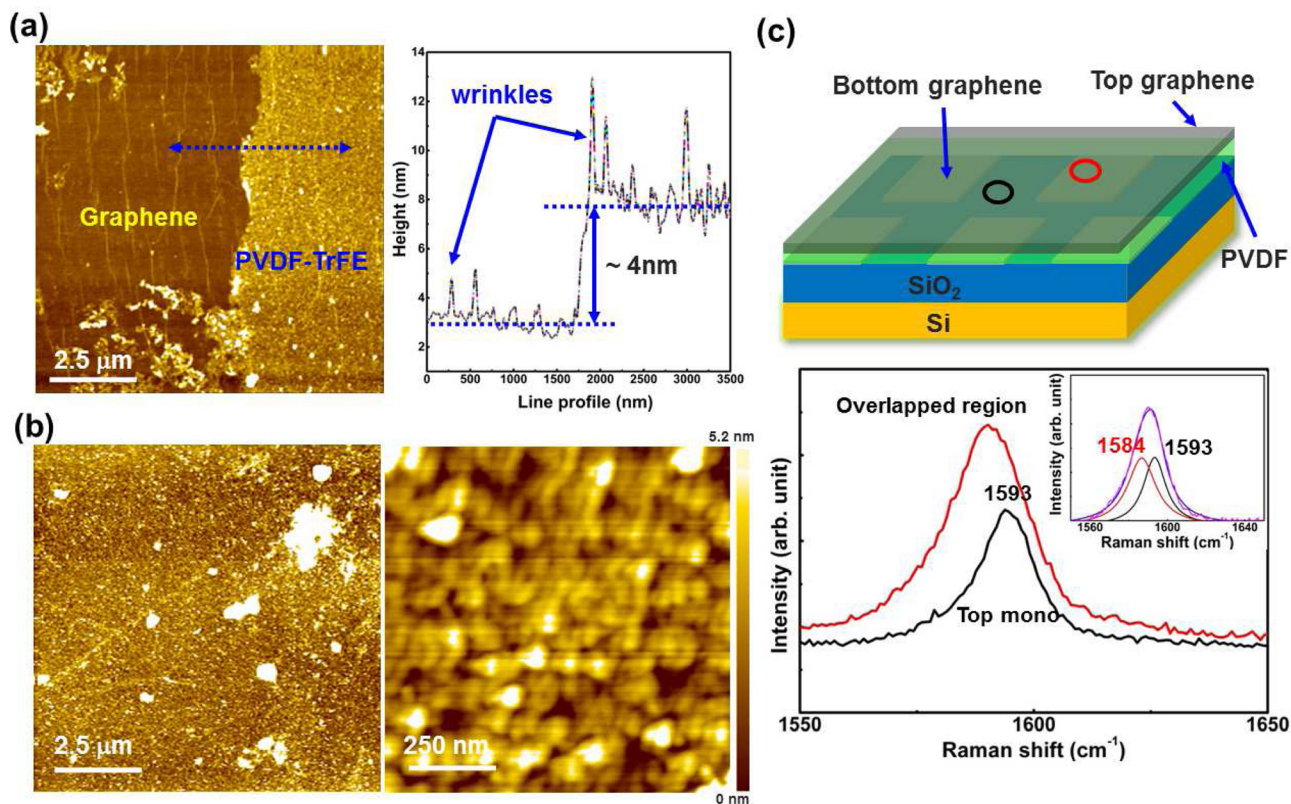 (a)
Graphene
PVDF-TrFE
2.5 μm
Height (nm)
14
12
10
8
6
4
2
wrinkles
~ 4nm
0 500 1000 1500 2000 2500 3000 3500
Line profile (nm)
(b)
2.5 μm
250 nm
5.2 nm
0 nm
(c)
Bottom graphene
Top graphene
PVDF
SiO₂
Si
Intensity (arb. unit)
Overlapped region
1593
Top mono
1550 1600 1650
Raman shift (cm⁻¹)
Intensity (arb. unit)
1584 1593
1560 1600 1640
Raman shift (cm⁻¹)